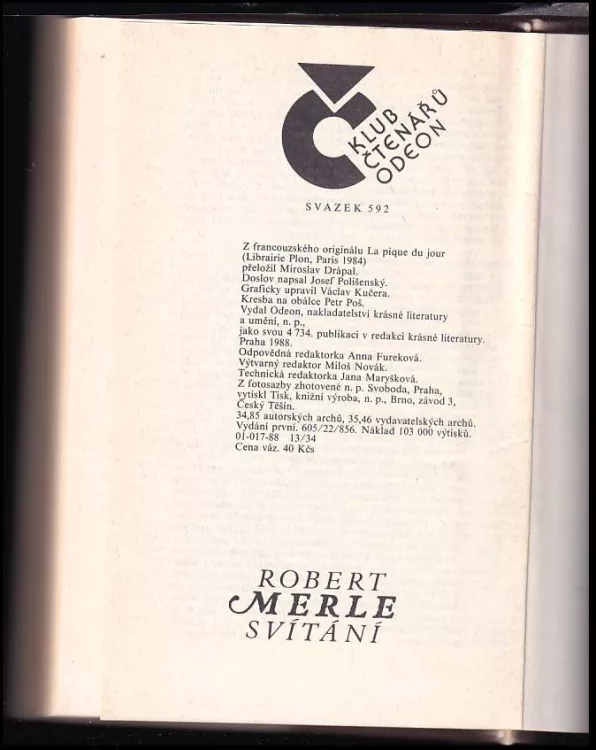 KLUB
ČTENÁŘŮ
ODEON
SVAZEK 592
Z francouzského originálu La pique du jour
(Librairie Plon, Paris 1984)
přeložil Miroslav Drápal.
Doslov napsal Josef Polišenský.
Graficky upravil Václav Kučera.
Kresba na obálce Petr Poš.
Vydal Odeon, nakladatelství krásné literatury
a umění, n. p.,
jako svou 4 734. publikaci v redakci krásné literatury.
Praha 1988.
Odpovědná redaktorka Anna Fureková.
Výtvarný redaktor Miloš Novák.
Technická redaktorka Jana Maryšková.
Z fotosazby zhotovené n. p. Svoboda, Praha,
vytiskl Tisk, knižní výroba, n. p., Brno, závod 3,
Český Těšín.
34,85 autorských archů, 35,46 vydavatelských archů.
Vydání první. 605/22/856. Náklad 103 000 výtisků.
01-017-88 13/34
Cena váz. 40 Kčs
ROBERT
MERLE
SVÍTÁNÍ